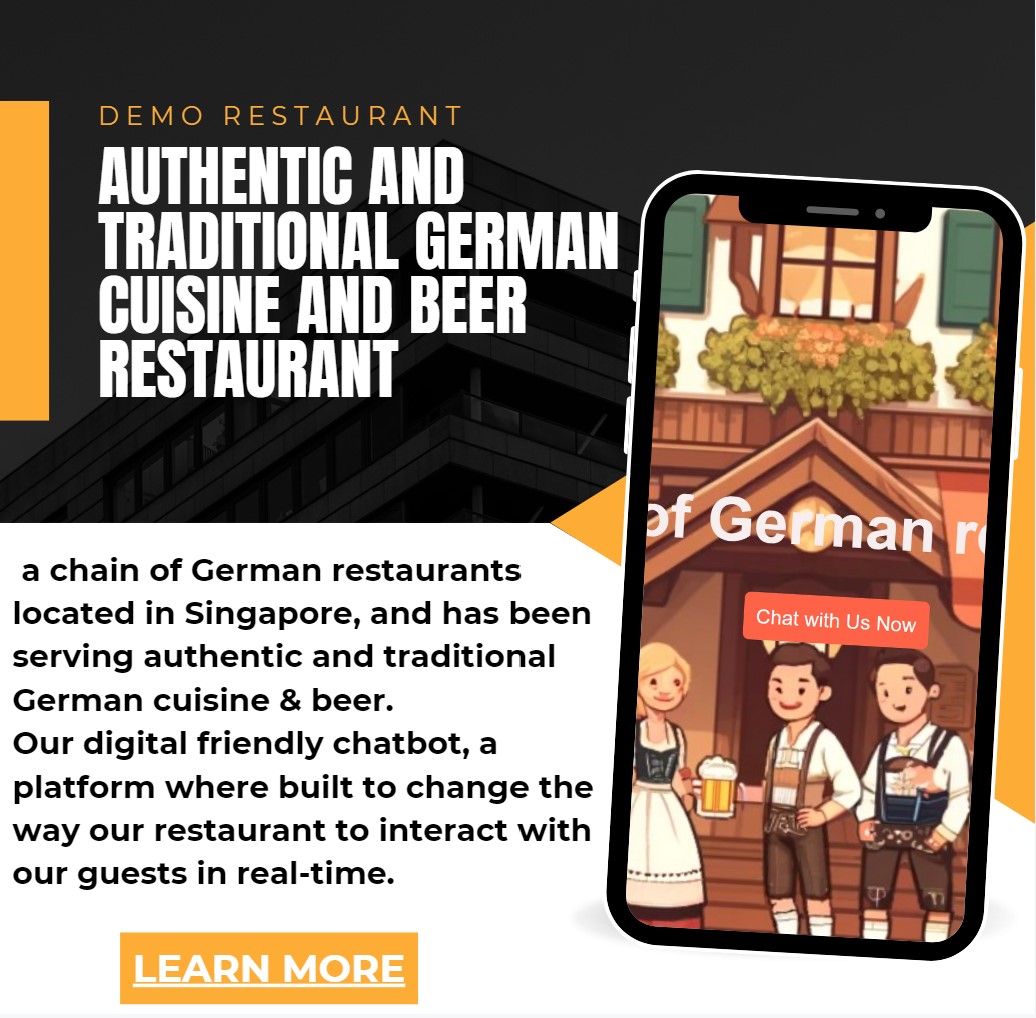 DEMO RESTAURANT
AUTHENTIC AND
TRADITIONAL GERMAN
CUISINE AND BEER
RESTAURANT
of German
Chat with Us Now
a chain of German restaurants
located in Singapore, and has been
serving authentic and traditional
German cuisine & beer.
Our digital friendly chatbot, a
platform where built to change the
way our restaurant to interact with
our guests in real-time.
LEARN MORE